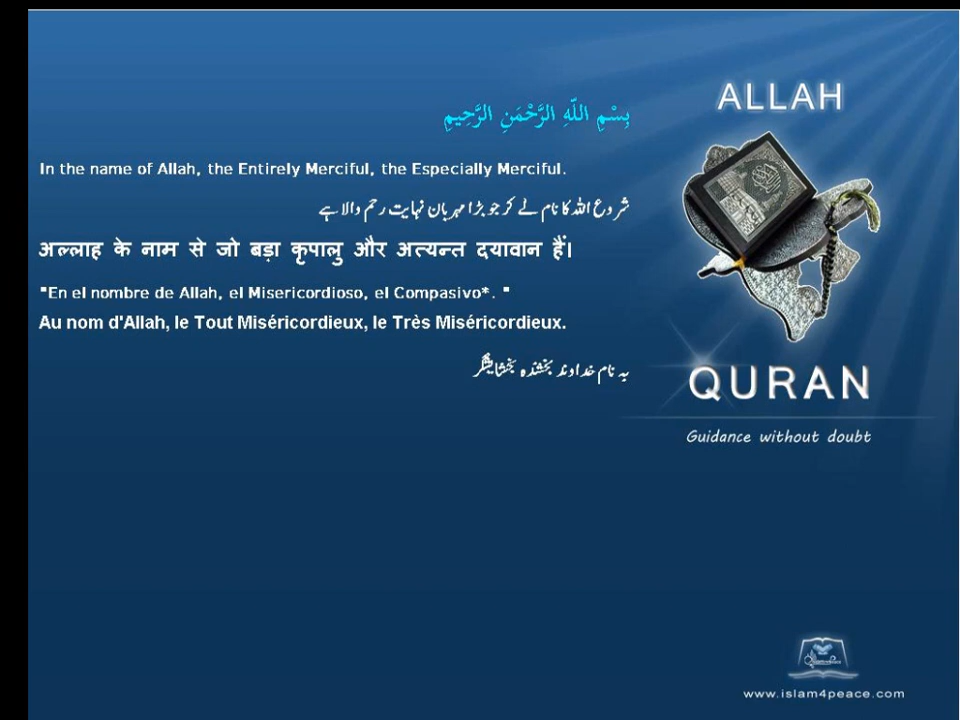 بِسْمِ اللَّهِ الرَّحْمَنِ الرَّحِيمِ
In the name of Allah, the Entirely Merciful, the Especially Merciful.
شروع اللہ کا نام لے کر جو بڑا مہربان نہایت رحم والا ہے
अल्लाह के नाम से जो बड़ा कृपालु और अत्यन्त दयावान हैं।
"En el nombre de Allah, el Misericordioso, el Compasivo*. "
Au nom d'Allah, le Tout Miséricordieux, le Très Miséricordieux.
به نام خداوند بخشنده بخشایشگر
ALLAH
QURAN
Guidance without doubt
www.islam4peace.com